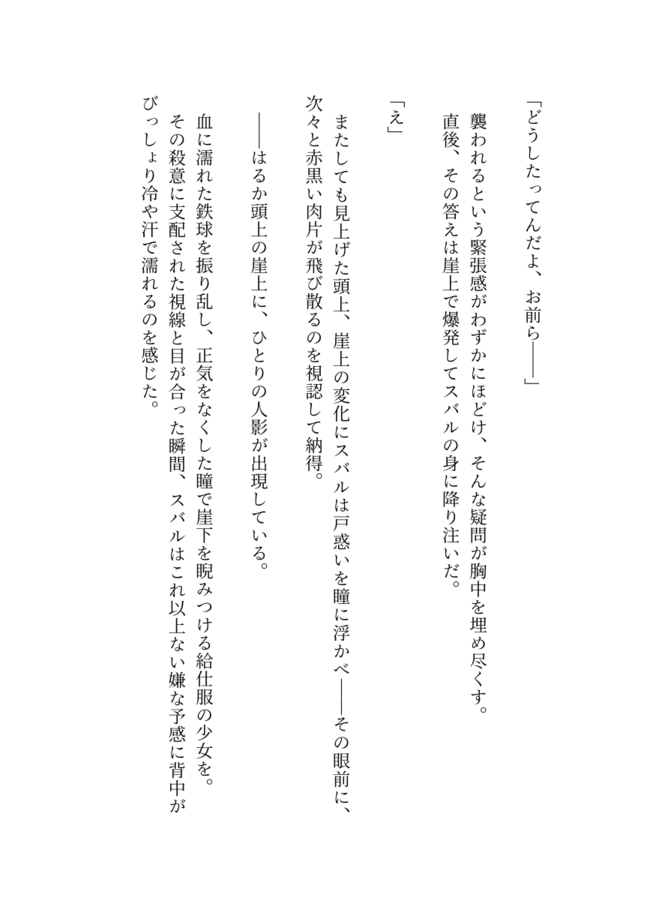 「どうしたってんだよ、お前ら――」
襲われるという緊張感がわずかにほどけ、そんな疑問が胸中を埋め尽くす。
直後、その答えは崖上で爆発してスバルの身に降り注いだ。
「え」
またしても見上げた頭上、崖上の変化にスバルは戸惑いを瞳に浮かべ――その眼前に、
次々と赤黒い肉片が飛び散るのを視認して納得。
――はるか頭上の崖上に、ひとりの人影が出現している。
血に濡れた鉄球を振り乱し、正気をなくした瞳で崖下を睨みつける給仕服の少女を。
その殺意に支配された視線と目が合った瞬間、スバルはこれ以上ない嫌な予感に背中が
びっしょり冷や汗で濡れるのを感じた。